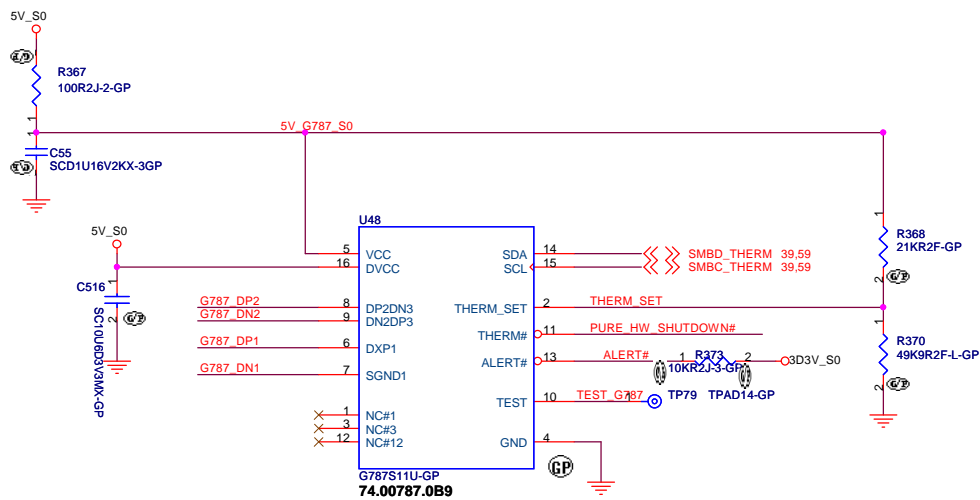 5V_S0
G/P
R367
100R2J-2-GP
1
5V_G787_S0
1
C55
SCD1U16V2KX-3GP
G/P
U48
1
5V_S0
R368
21KR2F-GP
5 VCC
SDA 14
SMBD_THERM 39,59
16 DVCC
SCL 15
SMBC_THERM 39,59
2
G/P
1
C516
2
G/P
SC10U6D3V3MX-GP
G787_DP2
8 DP2DN3
THERM_SET 2
THERM_SET
G787_DN2
9 DN2DP3
1
THERM# 11
PURE_HW_SHUTDOWN#
R370
49K9R2F-L-GP
G787_DP1
6 DXP1
ALERT# 13
ALERT#
1 R373 2
3D3V_S0
10KR2J-3-GP
G/P
G/P
G787_DN1
7 SGND1
2
G/P
TEST 10
TEST_G787
1
TP79 TPAD14-GP
1 NC#1
3 NC#3
12 NC#12
GND 4
GP
G787S11U-GP
74.00787.0B9